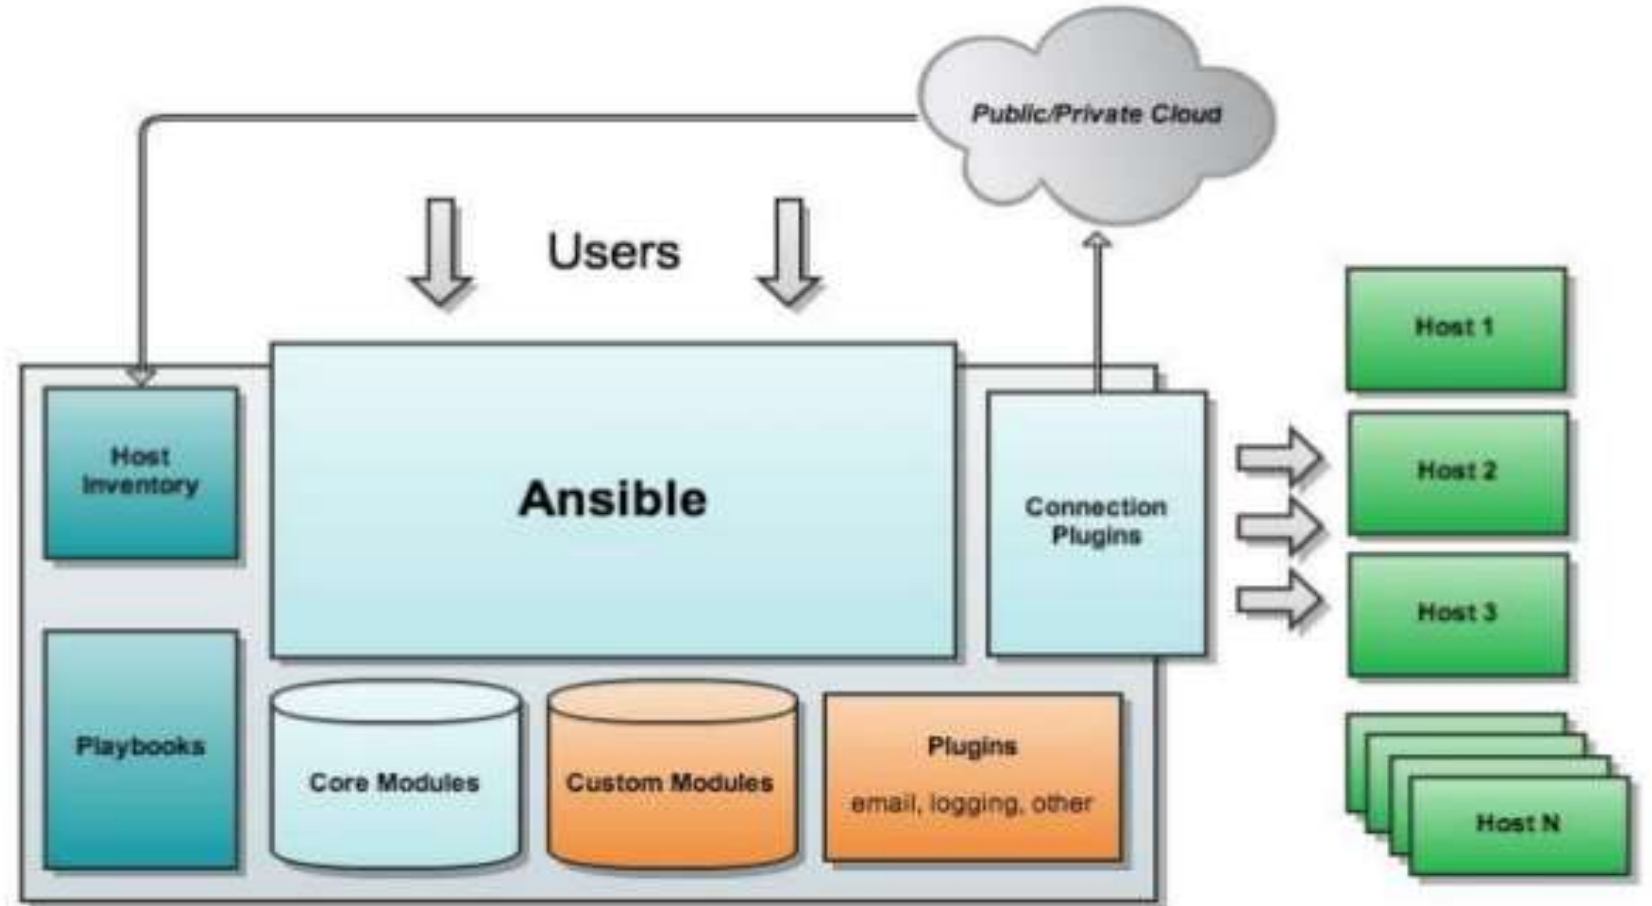 Public/Private Cloud
Users
Host 1
Host
Inventory
Ansible
Connection
Plugins
Host 2
Host 3
Playbooks
Core Modules
Custom Modules
Plugins
email, logging, other
Host N